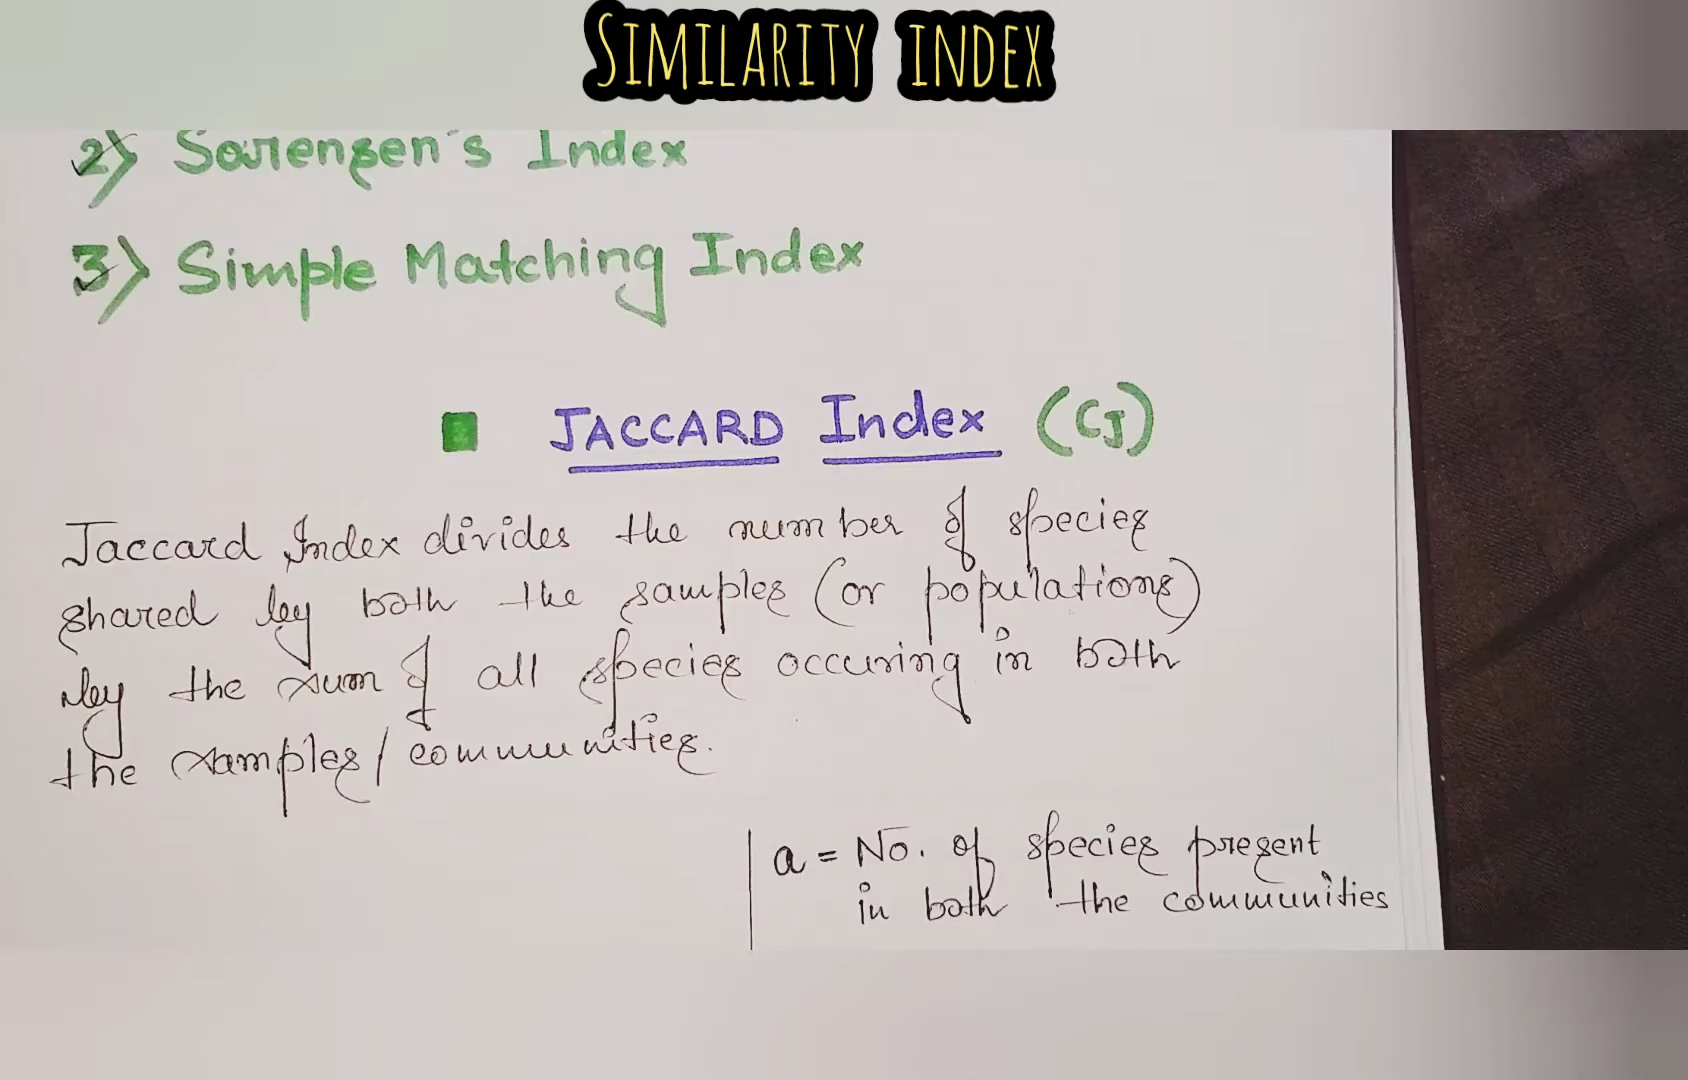 SIMILARITY INDEX
2) Sorensen's Index
3) Simple Matching Index
JACCARD Index (CJ)
Jaccard Index divides the number of species
shared by both the samples (or populations)
by the sum of all species occuring in both
the samples/communities.
a = No. of species present
in both the communities